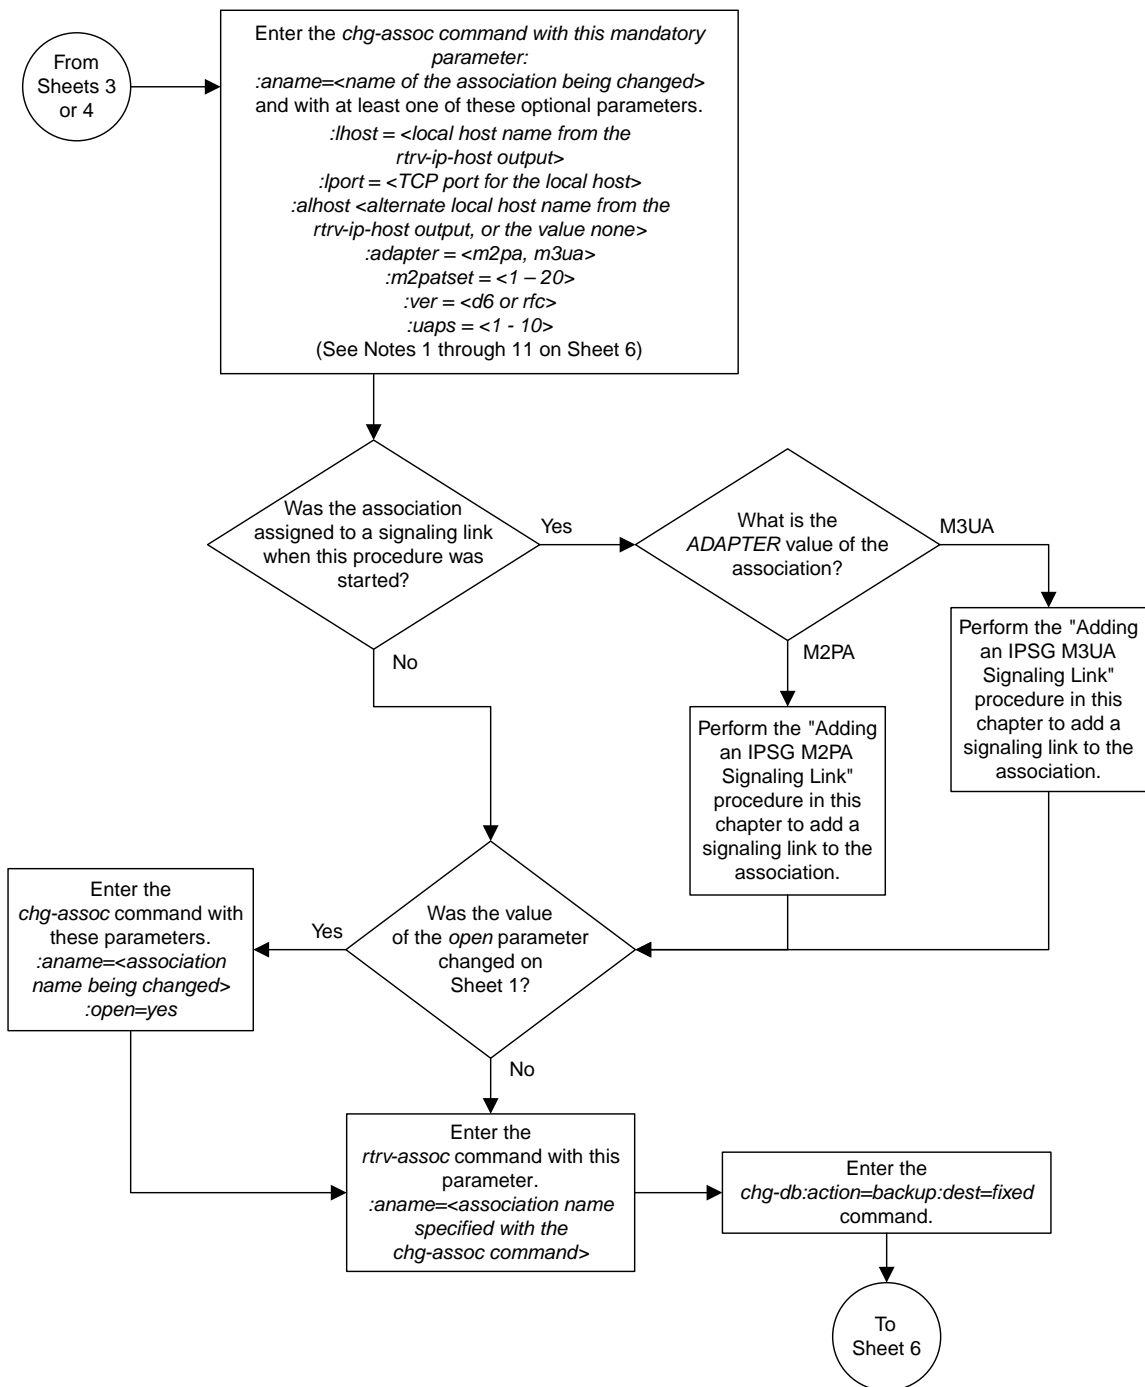 From
Sheets 3
or 4
Enter the chg-assoc command with this mandatory
parameter:
:aname=<name of the association being changed>
and with at least one of these optional parameters.
:lhost = <local host name from the
rtrv-ip-host output>
:lport = <TCP port for the local host>
:alhost <alternate local host name from the
rtrv-ip-host output, or the value none>
:adapter = <m2pa, m3ua>
:m2patset = <1 – 20>
:ver = <d6 or rfc>
:uaps = <1 - 10>
(See Notes 1 through 11 on Sheet 6)
Was the association
assigned to a signaling link
when this procedure was
started?
Yes
No
What is the
ADAPTER value of the
association?
M3UA
M2PA
Perform the "Adding
an IPSG M3UA
Signaling Link"
procedure in this
chapter to add a
signaling link to the
association.
Perform the "Adding
an IPSG M2PA
Signaling Link"
procedure in this
chapter to add a
signaling link to the
association.
Was the value
of the open parameter
changed on
Sheet 1?
Yes
No
Enter the
chg-assoc command with
these parameters.
:aname=<association
name being changed>
:open=yes
Enter the
rtrv-assoc command with this
parameter.
:aname=<association name
specified with the
chg-assoc command>
Enter the
chg-db:action=backup:dest=fixed
command.
To
Sheet 6